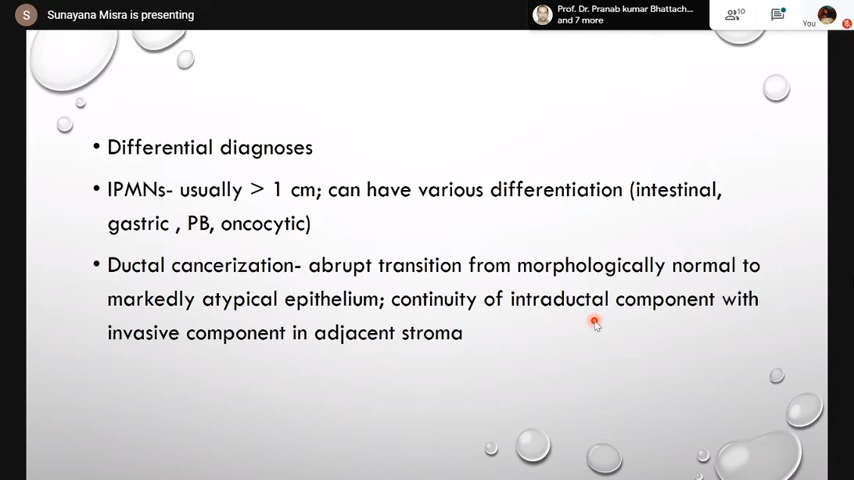 S Sunayana Misra is presenting
Prof. Dr. Pranab kumar Bhattach...
and 7 more
10
You
• Differential diagnoses
• IPMNs- usually > 1 cm; can have various differentiation (intestinal,
gastric , PB, oncocytic)
• Ductal cancerization- abrupt transition from morphologically normal to
markedly atypical epithelium; continuity of intraductal component with
invasive component in adjacent stroma